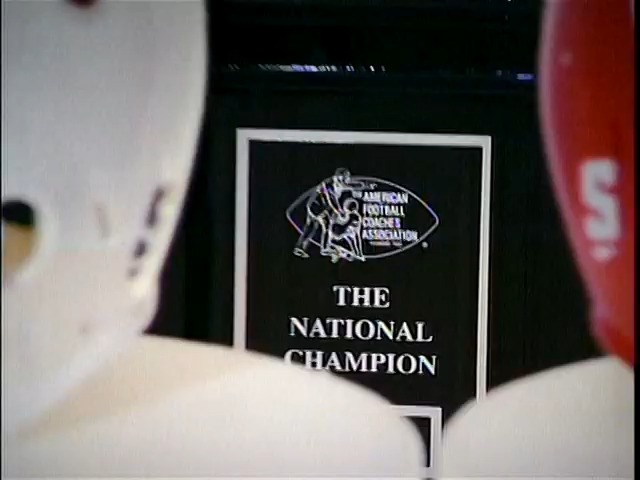 THE AMERICAN
FOOTBALL
COACHES
ASSOCIATION
THE
NATIONAL
CHAMPION
S